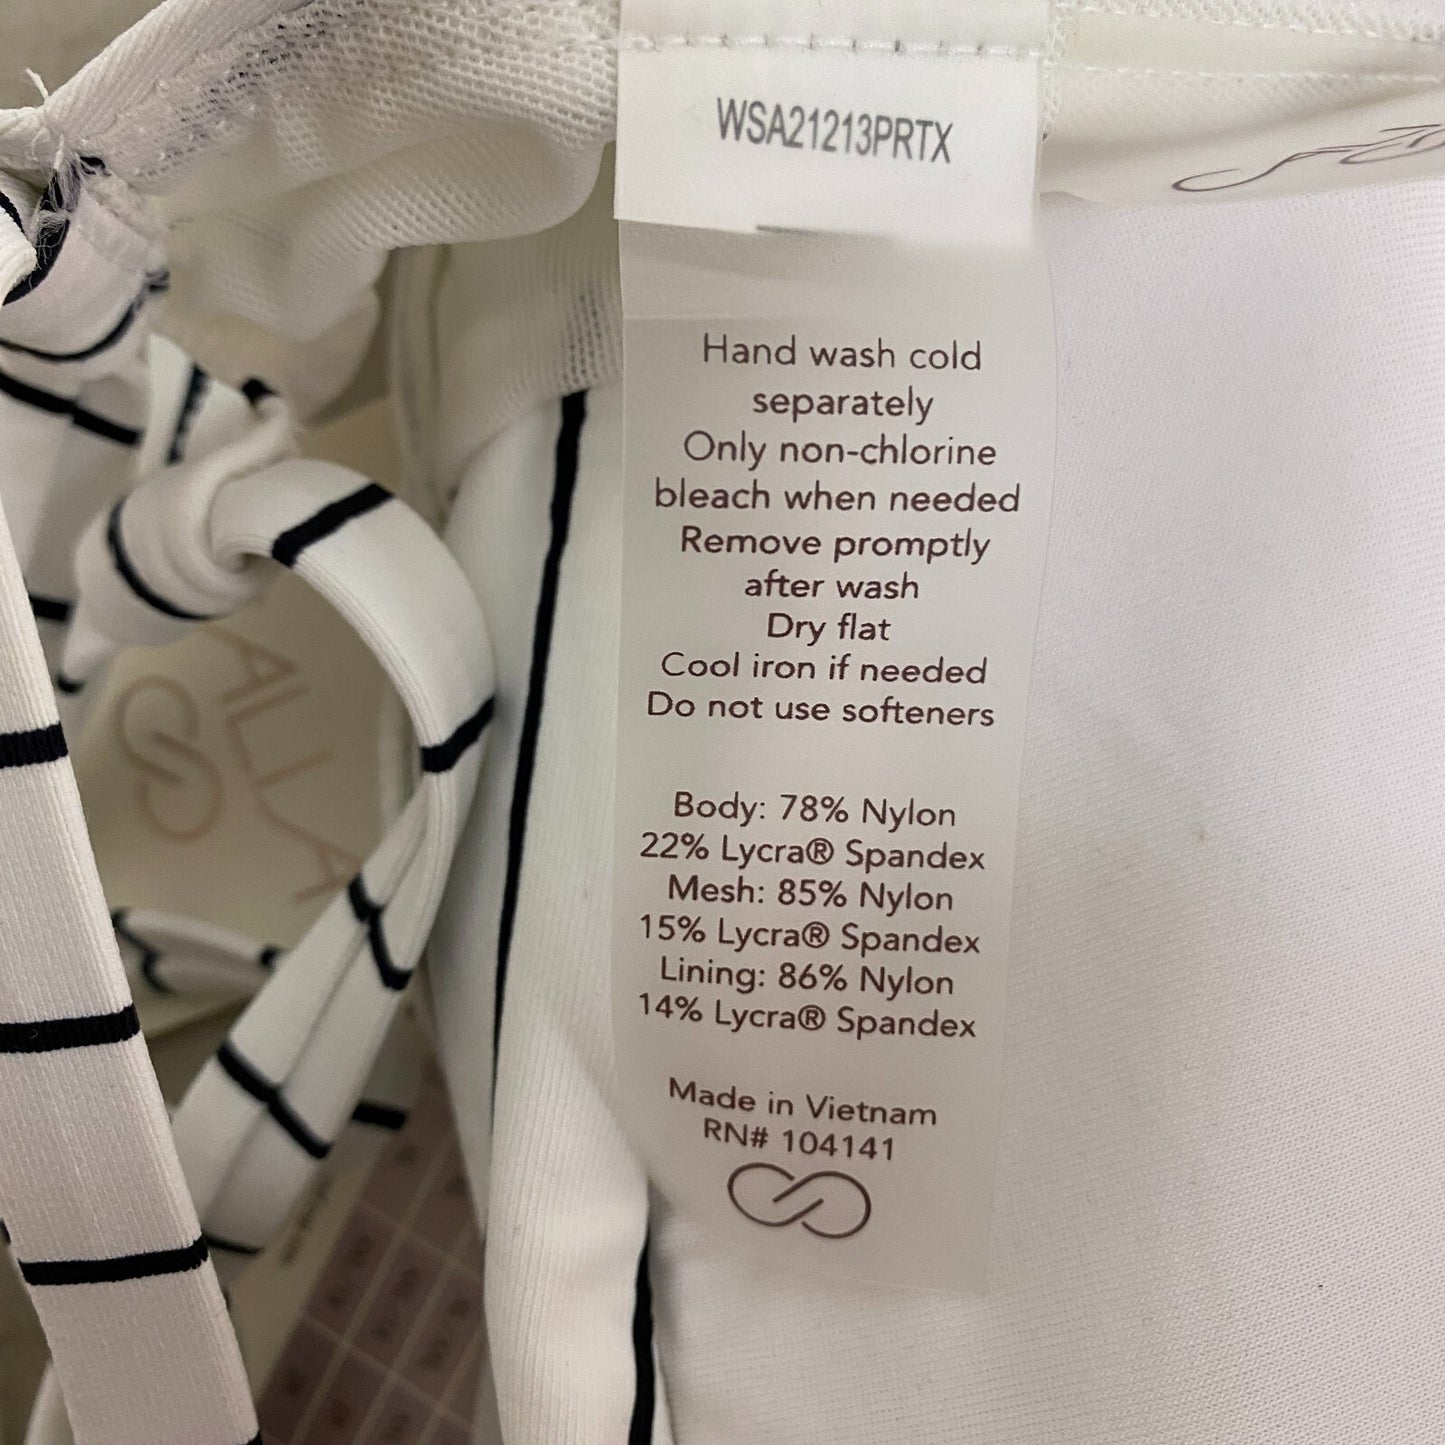 WSA21213PRTX
Hand wash cold
separately
Only non-chlorine
bleach when needed
Remove promptly
after wash
Dry flat
Cool iron if needed
Do not use softeners
Body: 78% Nylon
22% Lycra® Spandex
Mesh: 85% Nylon
15% Lycra® Spandex
Lining: 86% Nylon
14% Lycra® Spandex
Made in Vietnam
RN# 104141